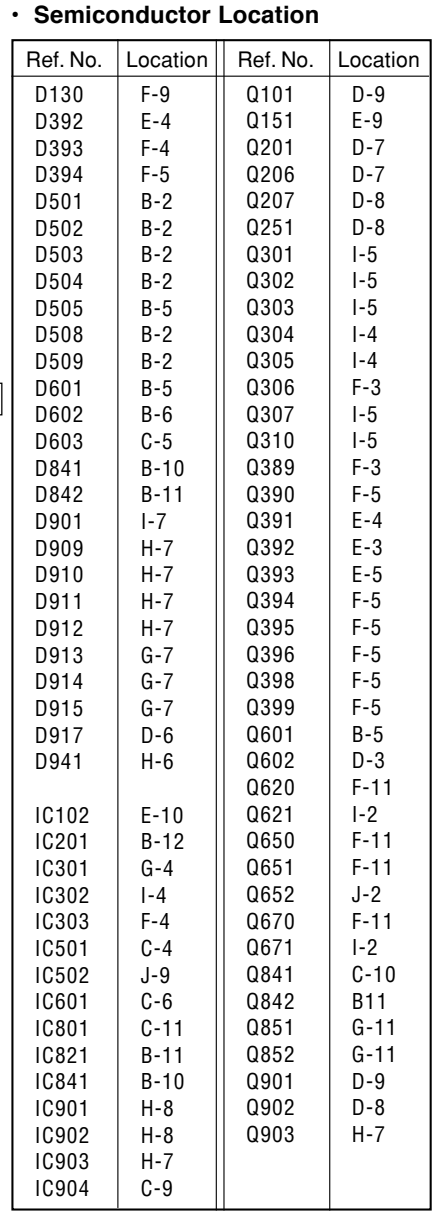 • Semiconductor Location
Ref. No. Location Ref. No. Location
D130 F-9 Q101 D-9
D392 E-4 Q151 E-9
D393 F-4 Q201 D-7
D394 F-5 Q206 D-7
D501 B-2 Q207 D-8
D502 B-2 Q251 D-8
D503 B-2 Q301 I-5
D504 B-2 Q302 I-5
D505 B-5 Q303 I-5
D508 B-2 Q304 I-4
D509 B-2 Q305 I-4
D601 B-5 Q306 F-3
D602 B-6 Q307 I-5
D603 C-5 Q310 I-5
D841 B-10 Q389 F-3
D842 B-11 Q390 F-5
D901 I-7 Q391 E-4
D909 H-7 Q392 E-3
D910 H-7 Q393 E-5
D911 H-7 Q394 F-5
D912 H-7 Q395 F-5
D913 G-7 Q396 F-5
D914 G-7 Q398 F-5
D915 G-7 Q399 F-5
D917 D-6 Q601 B-5
D941 H-6 Q602 D-3
Q620 F-11
IC102 E-10 Q621 I-2
IC201 B-12 Q650 F-11
IC301 G-4 Q651 F-11
IC302 I-4 Q652 J-2
IC303 F-4 Q670 F-11
IC501 C-4 Q671 I-2
IC502 J-9 Q841 C-10
IC601 C-6 Q842 B11
IC801 C-11 Q851 G-11
IC821 B-11 Q852 G-11
IC841 B-10 Q901 D-9
IC901 H-8 Q902 D-8
IC902 H-8 Q903 H-7
IC903 H-7
IC904 C-9